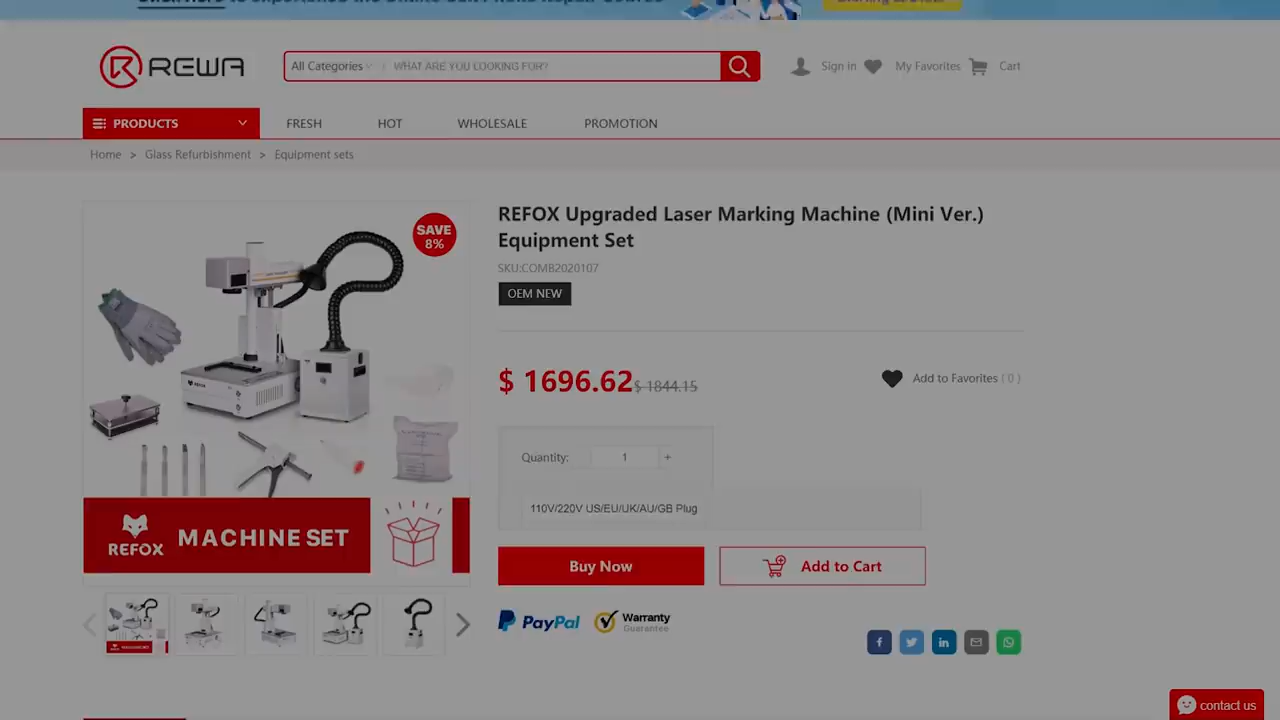 REWA
All Categories
WHAT ARE YOU LOOKING FOR?
Sign in
My Favorites
Cart
PRODUCTS
FRESH
HOT
WHOLESALE
PROMOTION
Home > Glass Refurbishment > Equipment sets
SAVE
8%
REFOX Upgraded Laser Marking Machine (Mini Ver.)
Equipment Set
SKU:COMB2020107
OEM NEW
$ 1696.62 $ 1844.15
Add to Favorites ( 0 )
Quantity: 1 +
110V/220V US/EU/UK/AU/GB Plug
REFOX
REFOX
MACHINE SET
Buy Now
Add to Cart
PayPal
Warranty
Guarantee
contact us